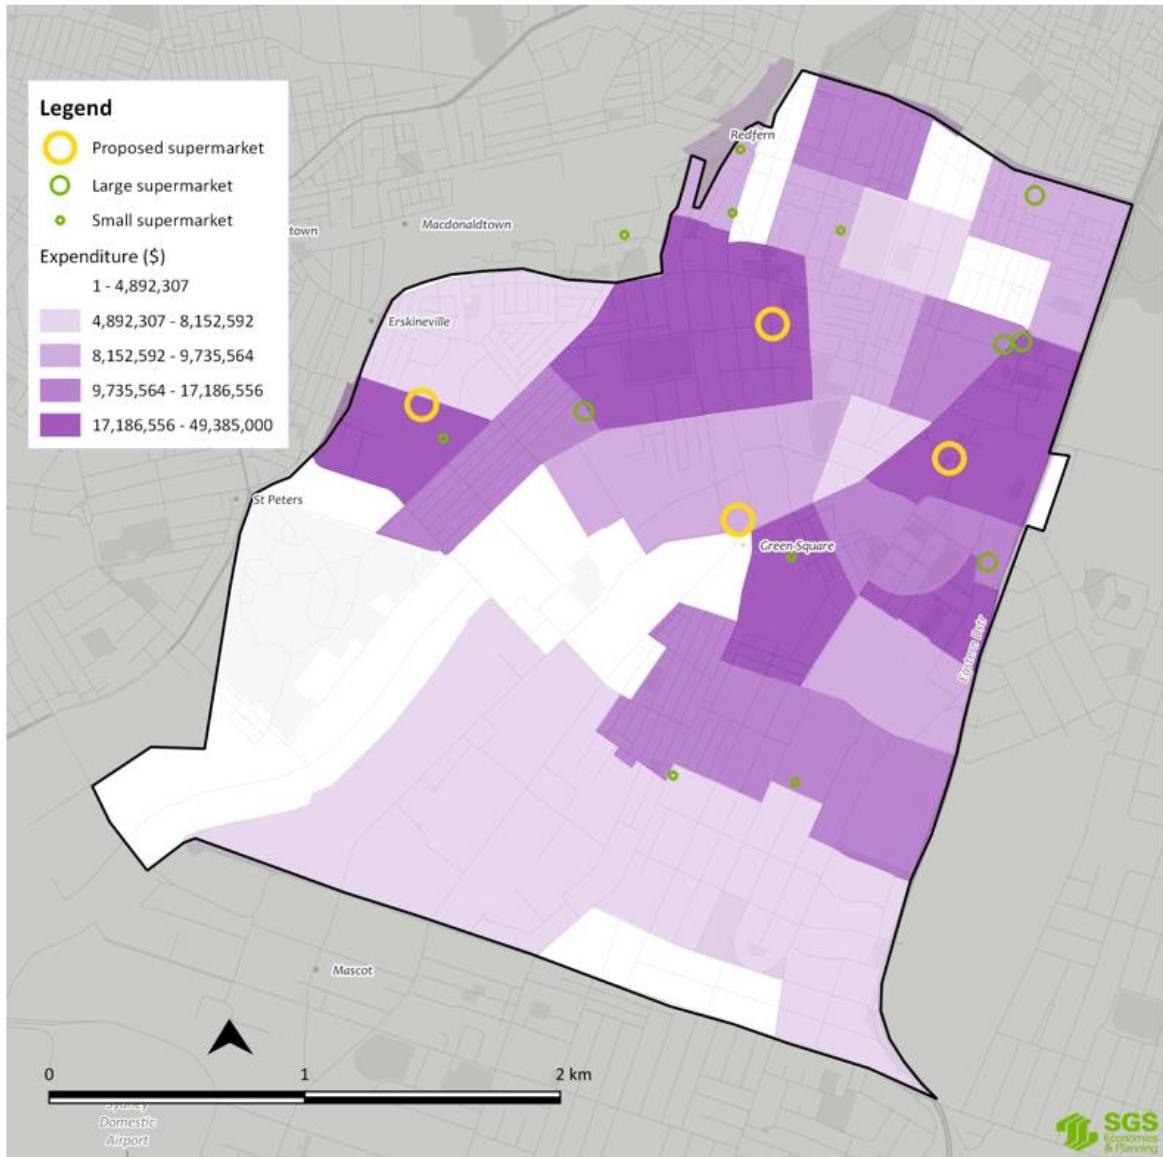 Legend
Proposed supermarket
Large supermarket
Small supermarket
Expenditure ($)
1 - 4,892,307
4,892,307 - 8,152,592
8,152,592 - 9,735,564
9,735,564 - 17,186,556
17,186,556 - 49,385,000
Redfern
town
Macdonaldtown
Erskineville
St Peters
Green Square
Eastern Distr
Mascot
0 1 2 km
Sydney
Domestic
Airport
SGS
Economics
& Planning